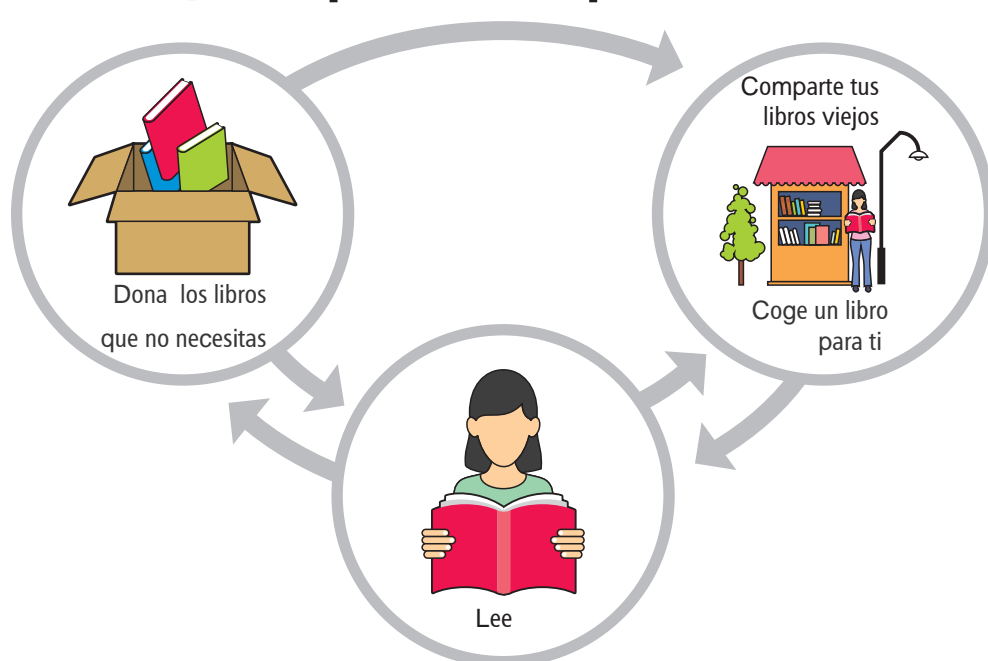 Comparte tus
libros viejos
Dona los libros
que no necesitas
Coge un libro
para ti
Lee